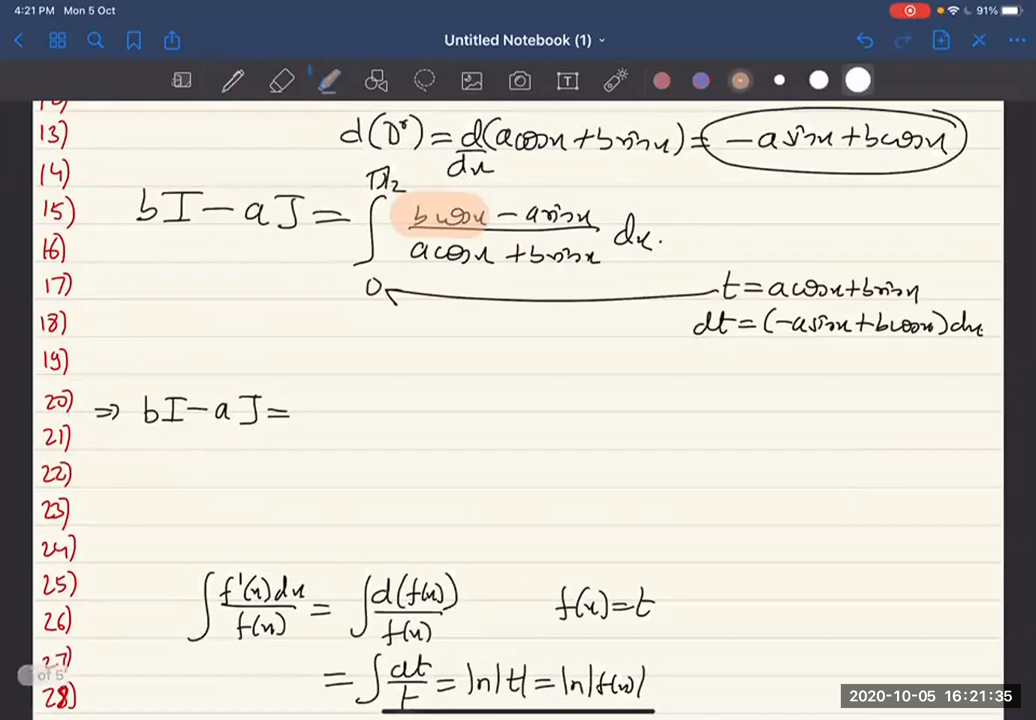 4:21 PM Mon 5 Oct
91%
Untitled Notebook (1)
13) d(Dʳ) = d/dx (acosx + bsinx) = -asinx + bcosx
14)
15) bI - aJ = ∫₀^(π/2) (bcosx - asinx)/(acosx + bsinx) dx.
16)
17) t = acosx + bsinx
18) dt = (-asinx + bcosx)dx
19)
20) ⇒ bI - aJ =
21)
22)
23)
24)
25) ∫ f'(x)dx/f(x) = ∫ d(f(x))/f(x) f(x) = t
26)
27) = ∫ dt/t = ln|t| = ln|f(x)|
28)
of 5
2020-10-05 16:21:35